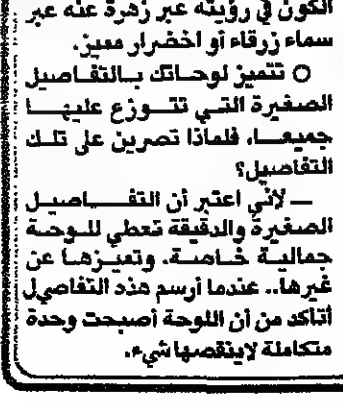 الكون في رؤيته عبر زهرة عنه عبر
سماء زرقاء أو اخضرار معين.
○ تتميز لوحاتك بالتفاصيل
الصغيرة التي تتوزع عليها
جميعا، فلماذا تصرين على تلك
التفاصيل؟
— لأني اعتبر أن التفاصيل
الصغيرة والدقيقة تعطي للوحة
جمالية خاصة، وتميزها عن
غيرها.. عندما أرسم هذه التفاصيل
أتأكد من أن اللوحة أصبحت وحدة
متكاملة لاينقصها شيء.